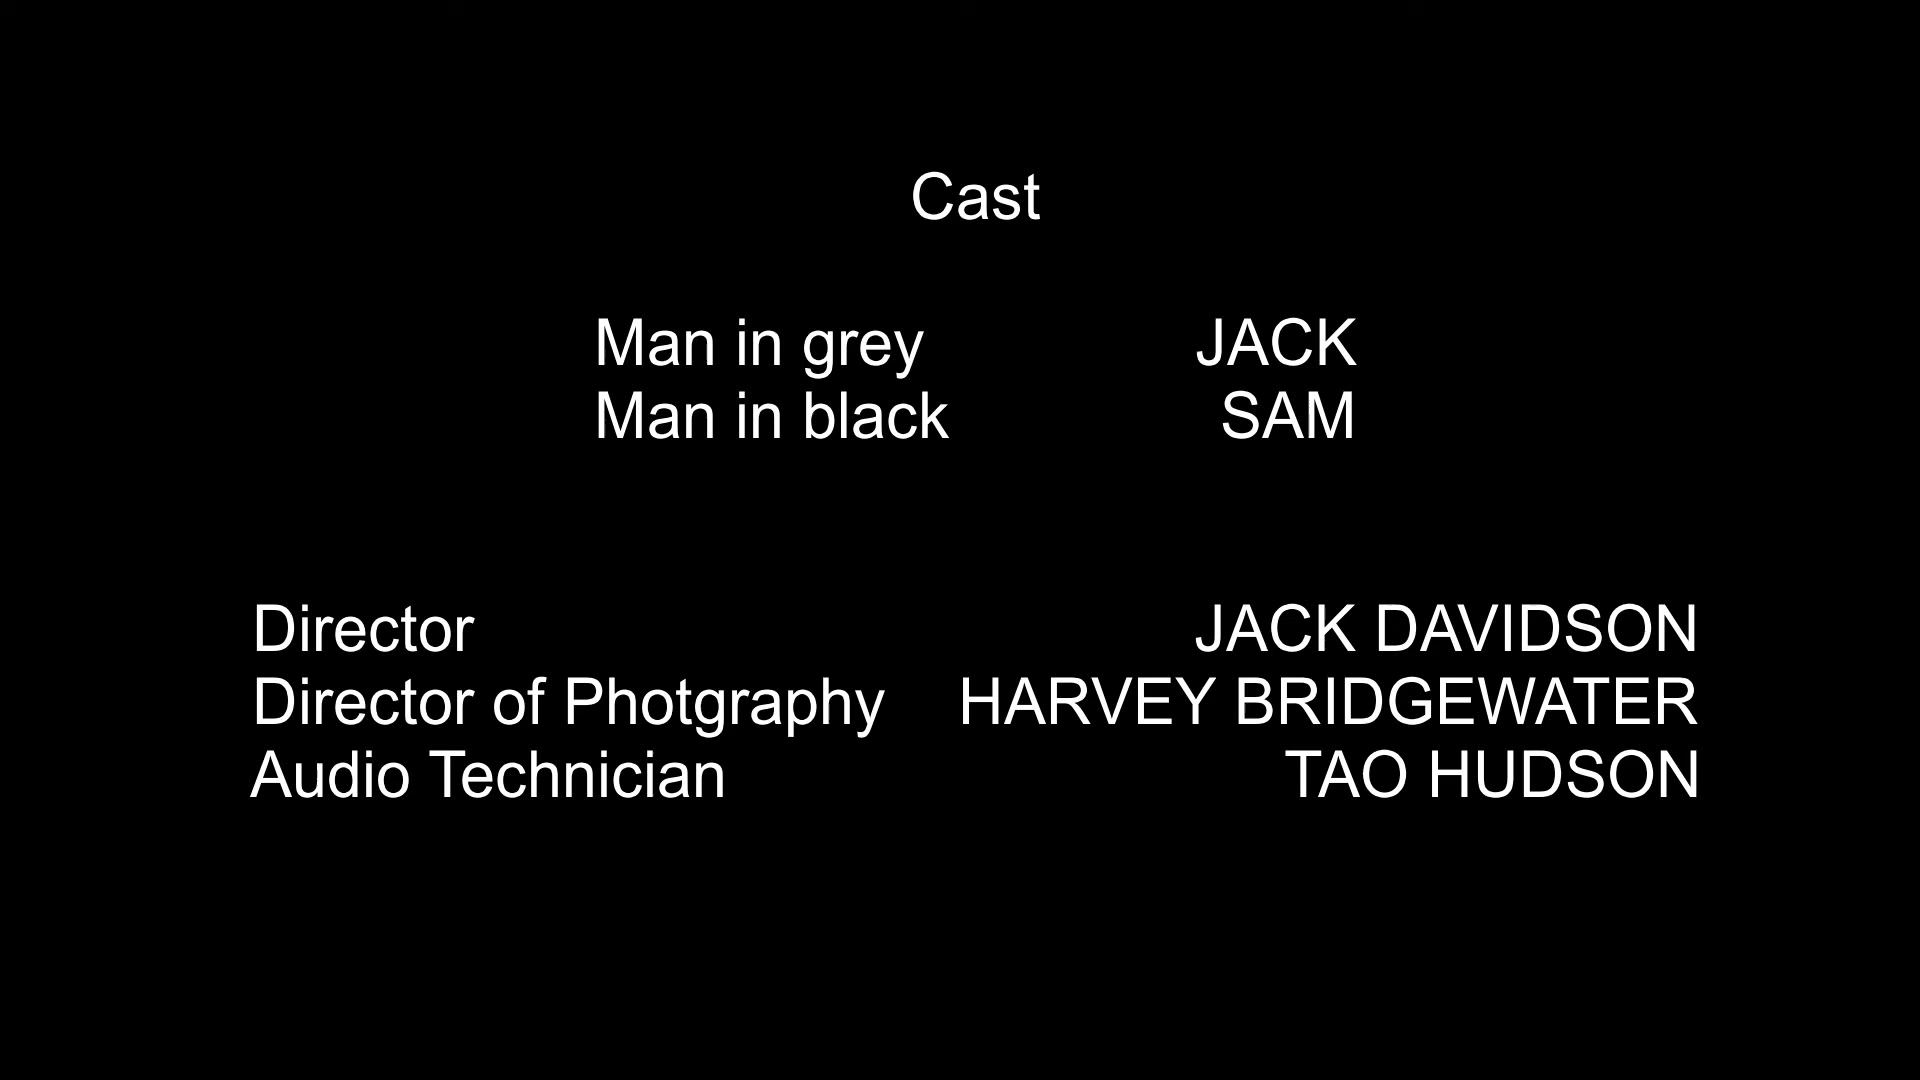 Cast
Man in grey JACK
Man in black SAM
Director JACK DAVIDSON
Director of Photgraphy HARVEY BRIDGEWATER
Audio Technician TAO HUDSON